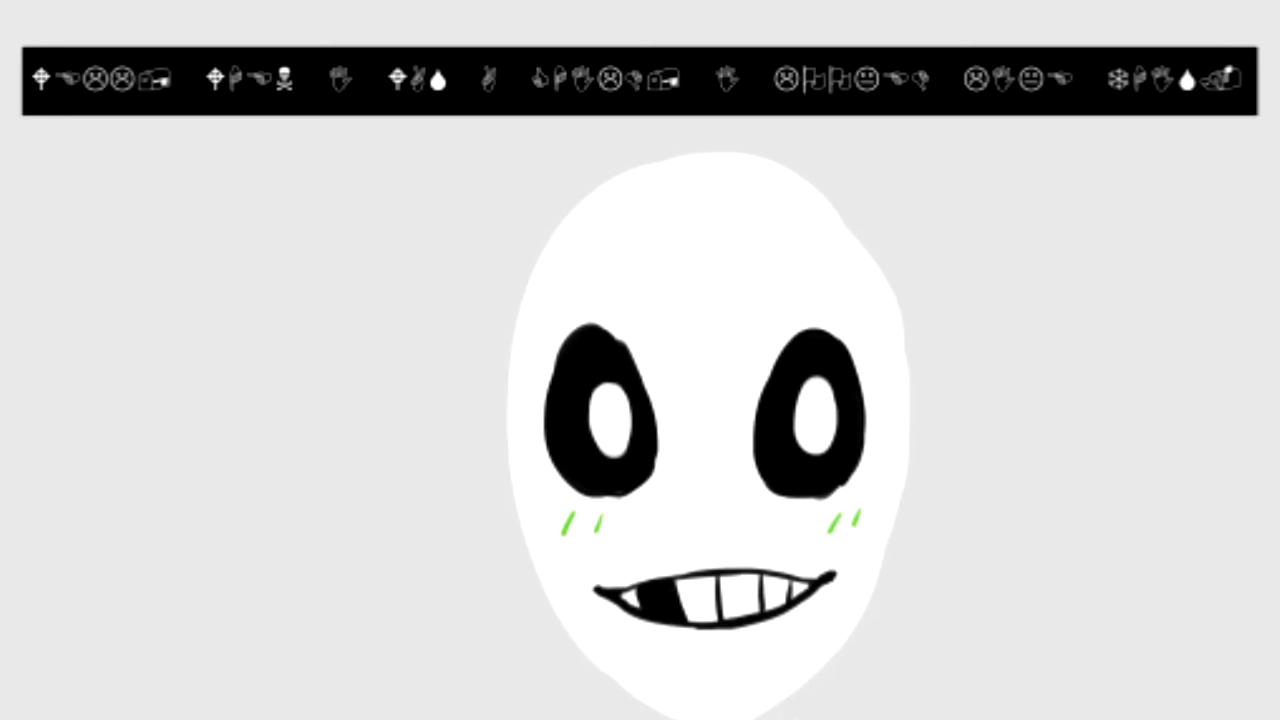 🕈☜☹☹📪 🕈☟☜☠ ✋ 🕈✌💧 ✌ 👍☟✋☹👎📪 ✋ ☹⚐⚐😐☜👎 ☹✋😐☜ ❄☟✋💧📬